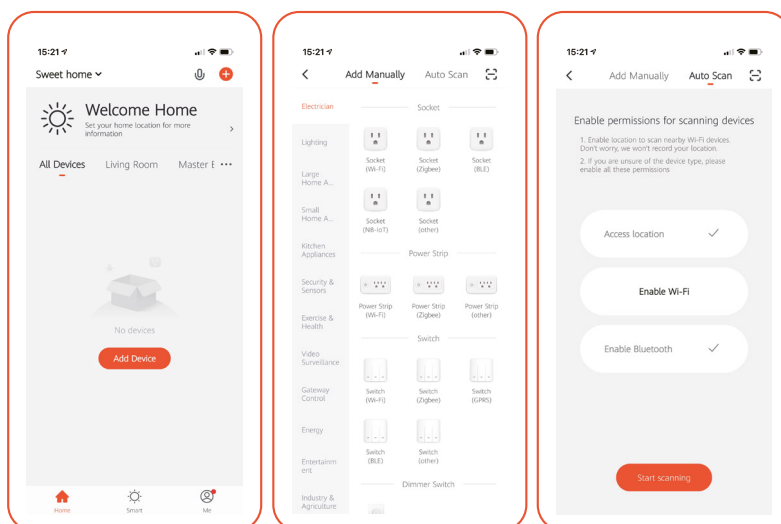 15:21
Sweet home
Welcome Home
Set your home location for more
information
All Devices
Living Room
Master
No devices
Add Device
Home
Smart
Me
15:21
Add Manually
Auto Scan
Electrician
Lighting
Large
Home A...
Small
Home A...
Kitchen
Appliances
Security &
Sensors
Exercise &
Health
Video
Surveillance
Gateway
Control
Energy
Entertainm
ent
Industry &
Agriculture
Socket
Socket
(Wi-Fi)
Socket
(Zigbee)
Socket
(BLE)
Socket
(NB-IoT)
Socket
(other)
Power Strip
Power Strip
(Wi-Fi)
Power Strip
(Zigbee)
Power Strip
(other)
Switch
Switch
(Wi-Fi)
Switch
(Zigbee)
Switch
(GPRS)
Switch
(BLE)
Switch
(other)
Dimmer Switch
15:21
Add Manually
Auto Scan
Enable permissions for scanning devices
1. Enable location to scan nearby Wi-Fi devices.
Don't worry, we won't record your location.
2. If you are unsure of the device type, please
enable all these permissions
Access location
Enable Wi-Fi
Enable Bluetooth
Start scanning